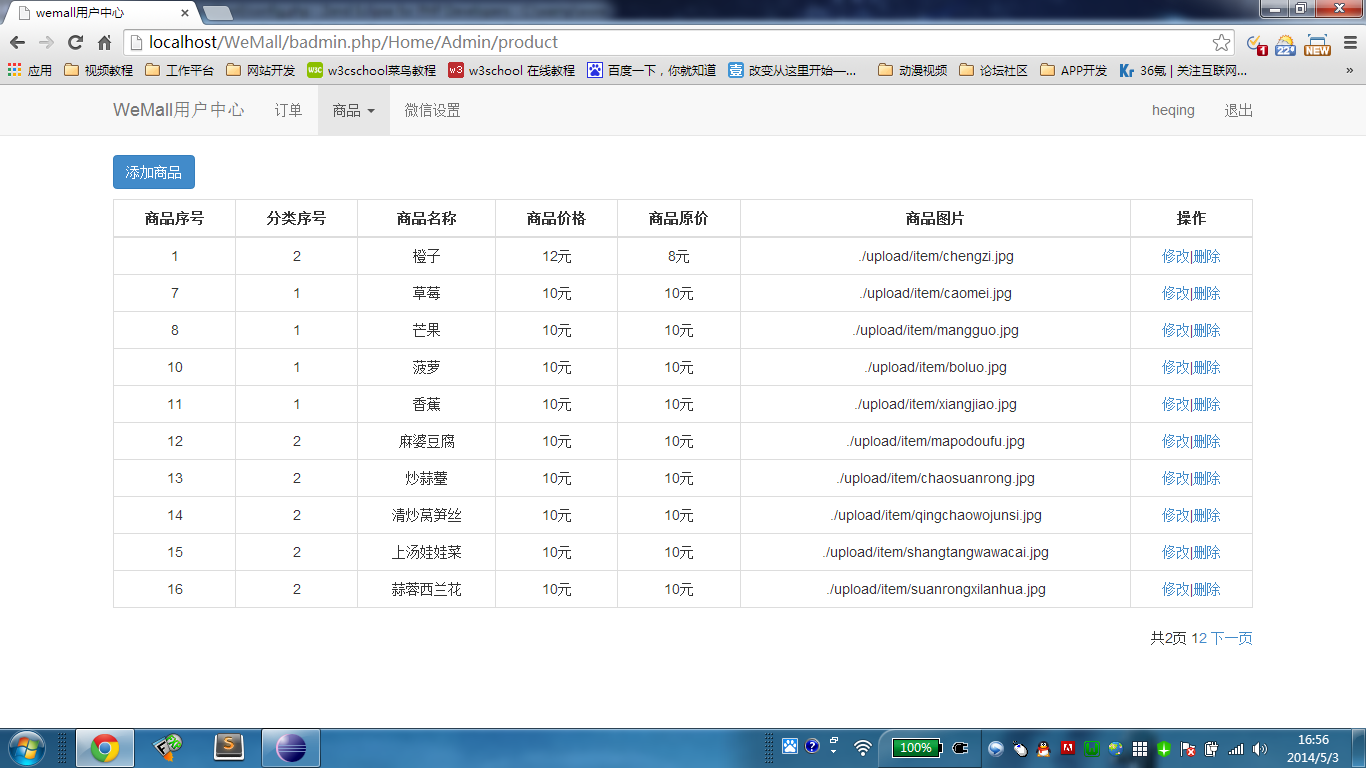 wemall用户中心
localhost/WeMall/badmin.php/Home/Admin/product
应用 视频教程 工作平台 网站开发 w3cschool菜鸟教程 w3school 在线教程 百度一下，你就知道 改变从这里开始—... 动漫视频 论坛社区 APP开发 36氪 | 关注互联网... »
WeMall用户中心 订单 商品 微信设置 heqing 退出
添加商品
商品序号 分类序号 商品名称 商品价格 商品原价 商品图片 操作
1 2 橙子 12元 8元 ./upload/item/chengzi.jpg 修改|删除
7 1 草莓 10元 10元 ./upload/item/caomei.jpg 修改|删除
8 1 芒果 10元 10元 ./upload/item/mangguo.jpg 修改|删除
10 1 菠萝 10元 10元 ./upload/item/boluo.jpg 修改|删除
11 1 香蕉 10元 10元 ./upload/item/xiangjiao.jpg 修改|删除
12 2 麻婆豆腐 10元 10元 ./upload/item/mapodoufu.jpg 修改|删除
13 2 炒蒜薹 10元 10元 ./upload/item/chaosuanrong.jpg 修改|删除
14 2 清炒莴笋丝 10元 10元 ./upload/item/qingchaowojunsi.jpg 修改|删除
15 2 上汤娃娃菜 10元 10元 ./upload/item/shangtangwawacai.jpg 修改|删除
16 2 蒜蓉西兰花 10元 10元 ./upload/item/suanrongxilanhua.jpg 修改|删除
共2页 12 下一页
100%
16:56
2014/5/3